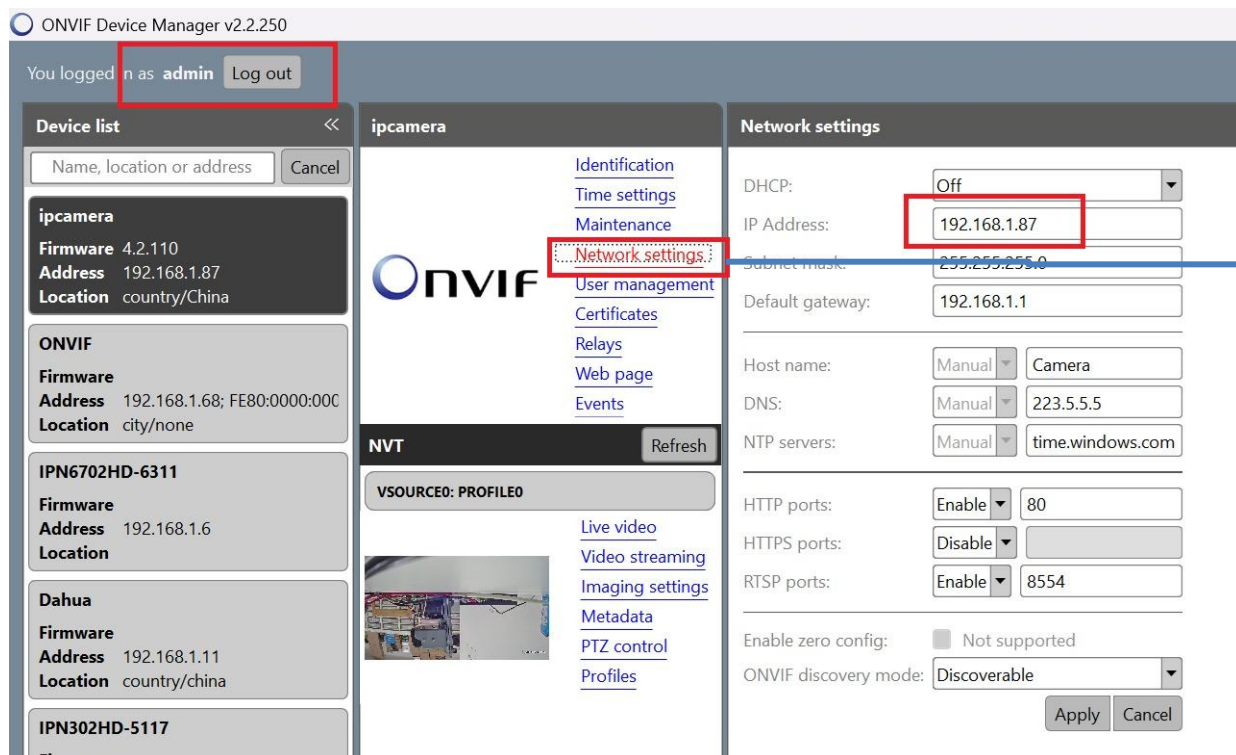 ONVIF Device Manager v2.2.250
You logged in as admin Log out
Device list
Name, location or address Cancel
ipcamera
Firmware 4.2.110
Address 192.168.1.87
Location country/China
ONVIF
Firmware
Address 192.168.1.68; FE80:0000:000
Location city/none
IPN6702HD-6311
Firmware
Address 192.168.1.6
Location
Dahua
Firmware
Address 192.168.1.11
Location country/china
IPN302HD-5117
ipcamera
ONVIF
Identification
Time settings
Maintenance
Network settings
User management
Certificates
Relays
Web page
Events
NVT Refresh
VSOURCE0: PROFILE0
Live video
Video streaming
Imaging settings
Metadata
PTZ control
Profiles
Network settings
DHCP: Off
IP Address: 192.168.1.87
Subnet mask: 255.255.255.0
Default gateway: 192.168.1.1
Host name: Manual Camera
DNS: Manual 223.5.5.5
NTP servers: Manual time.windows.com
HTTP ports: Enable 80
HTTPS ports: Disable
RTSP ports: Enable 8554
Enable zero config: Not supported
ONVIF discovery mode: Discoverable
Apply Cancel